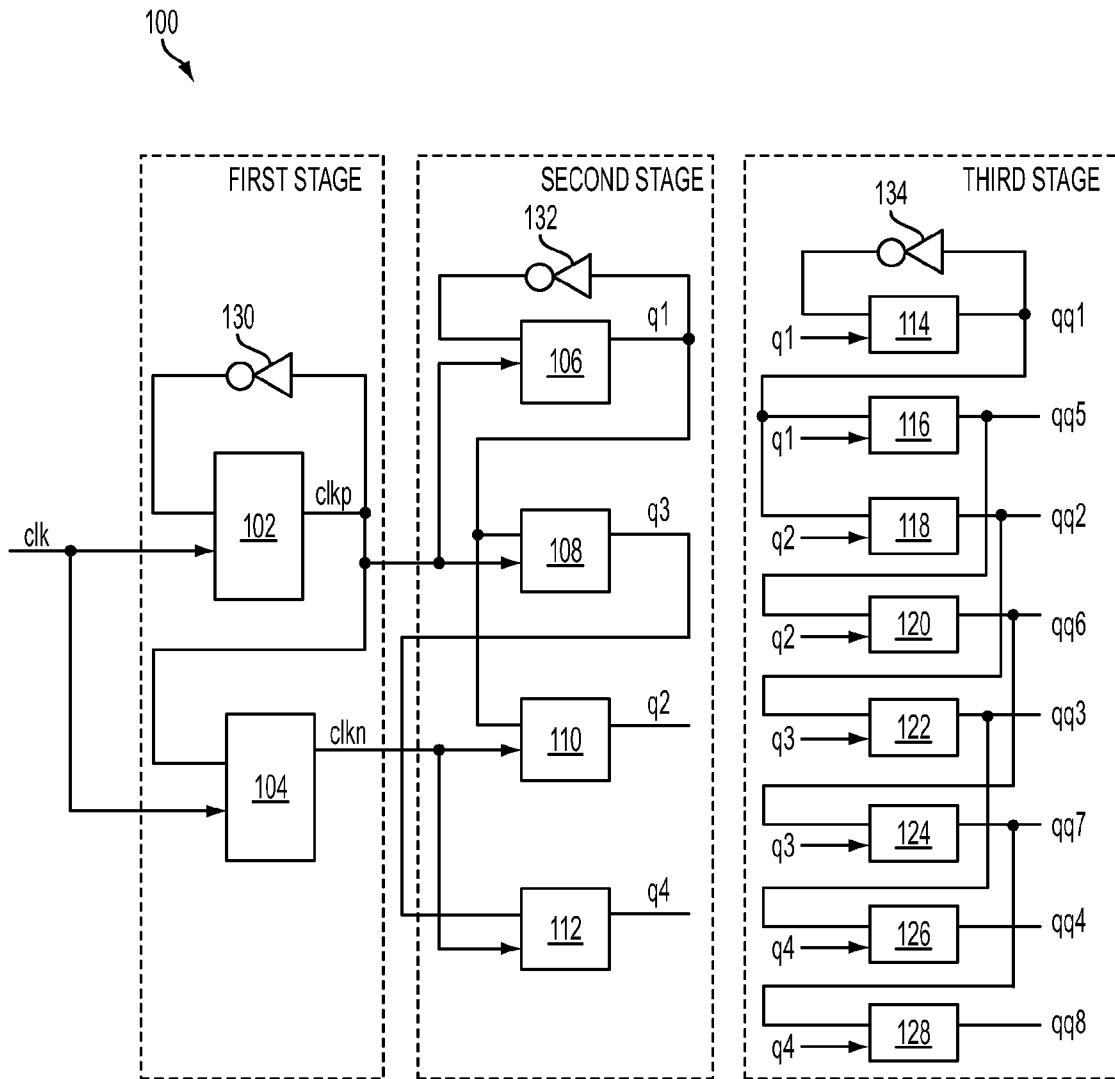 100
FIRST STAGE
SECOND STAGE
THIRD STAGE
130
102
clk
clkp
104
clkn
132
q1
106
q3
108
q2
110
q4
112
134
q1
114
qq1
q1
116
qq5
q2
118
qq2
q2
120
qq6
q3
122
qq3
q3
124
qq7
q4
126
qq4
q4
128
qq8